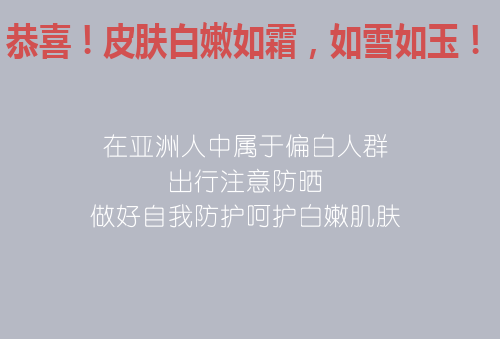 恭喜！皮肤白嫩如霜，如雪如玉！
在亚洲人中属于偏白人群
出行注意防晒
做好自我防护呵护白嫩肌肤